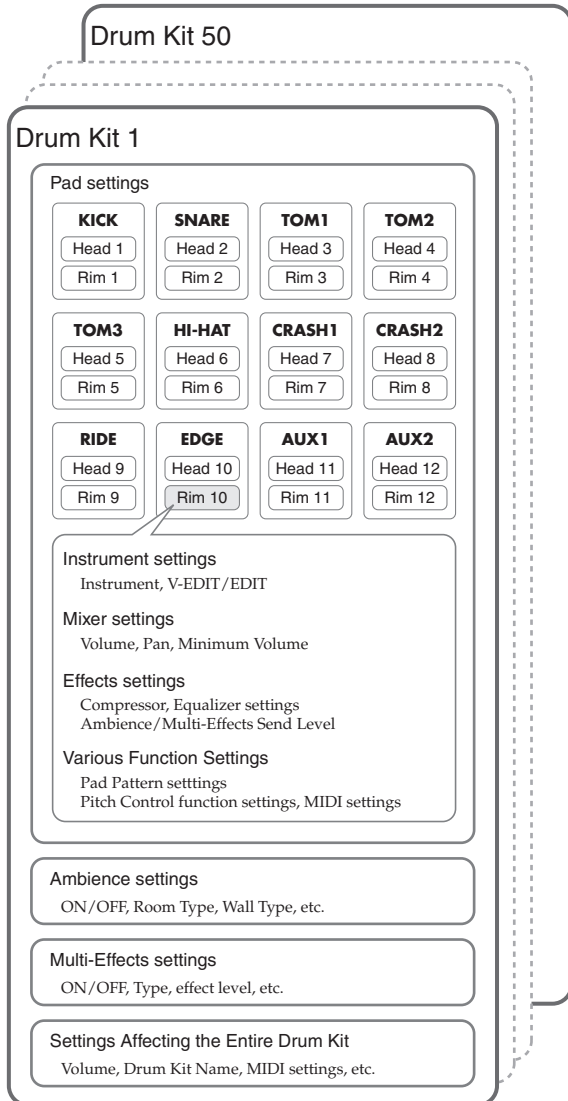 Drum Kit 50
Drum Kit 1
Pad settings
KICK SNARE TOM1 TOM2
Head 1 Head 2 Head 3 Head 4
Rim 1 Rim 2 Rim 3 Rim 4
TOM3 HI-HAT CRASH1 CRASH2
Head 5 Head 6 Head 7 Head 8
Rim 5 Rim 6 Rim 7 Rim 8
RIDE EDGE AUX1 AUX2
Head 9 Head 10 Head 11 Head 12
Rim 9 Rim 10 Rim 11 Rim 12
Instrument settings
Instrument, V-EDIT/EDIT
Mixer settings
Volume, Pan, Minimum Volume
Effects settings
Compressor, Equalizer settings
Ambience/Multi-Effects Send Level
Various Function Settings
Pad Pattern setttings
Pitch Control function settings, MIDI settings
Ambience settings
ON/OFF, Room Type, Wall Type, etc.
Multi-Effects settings
ON/OFF, Type, effect level, etc.
Settings Affecting the Entire Drum Kit
Volume, Drum Kit Name, MIDI settings, etc.